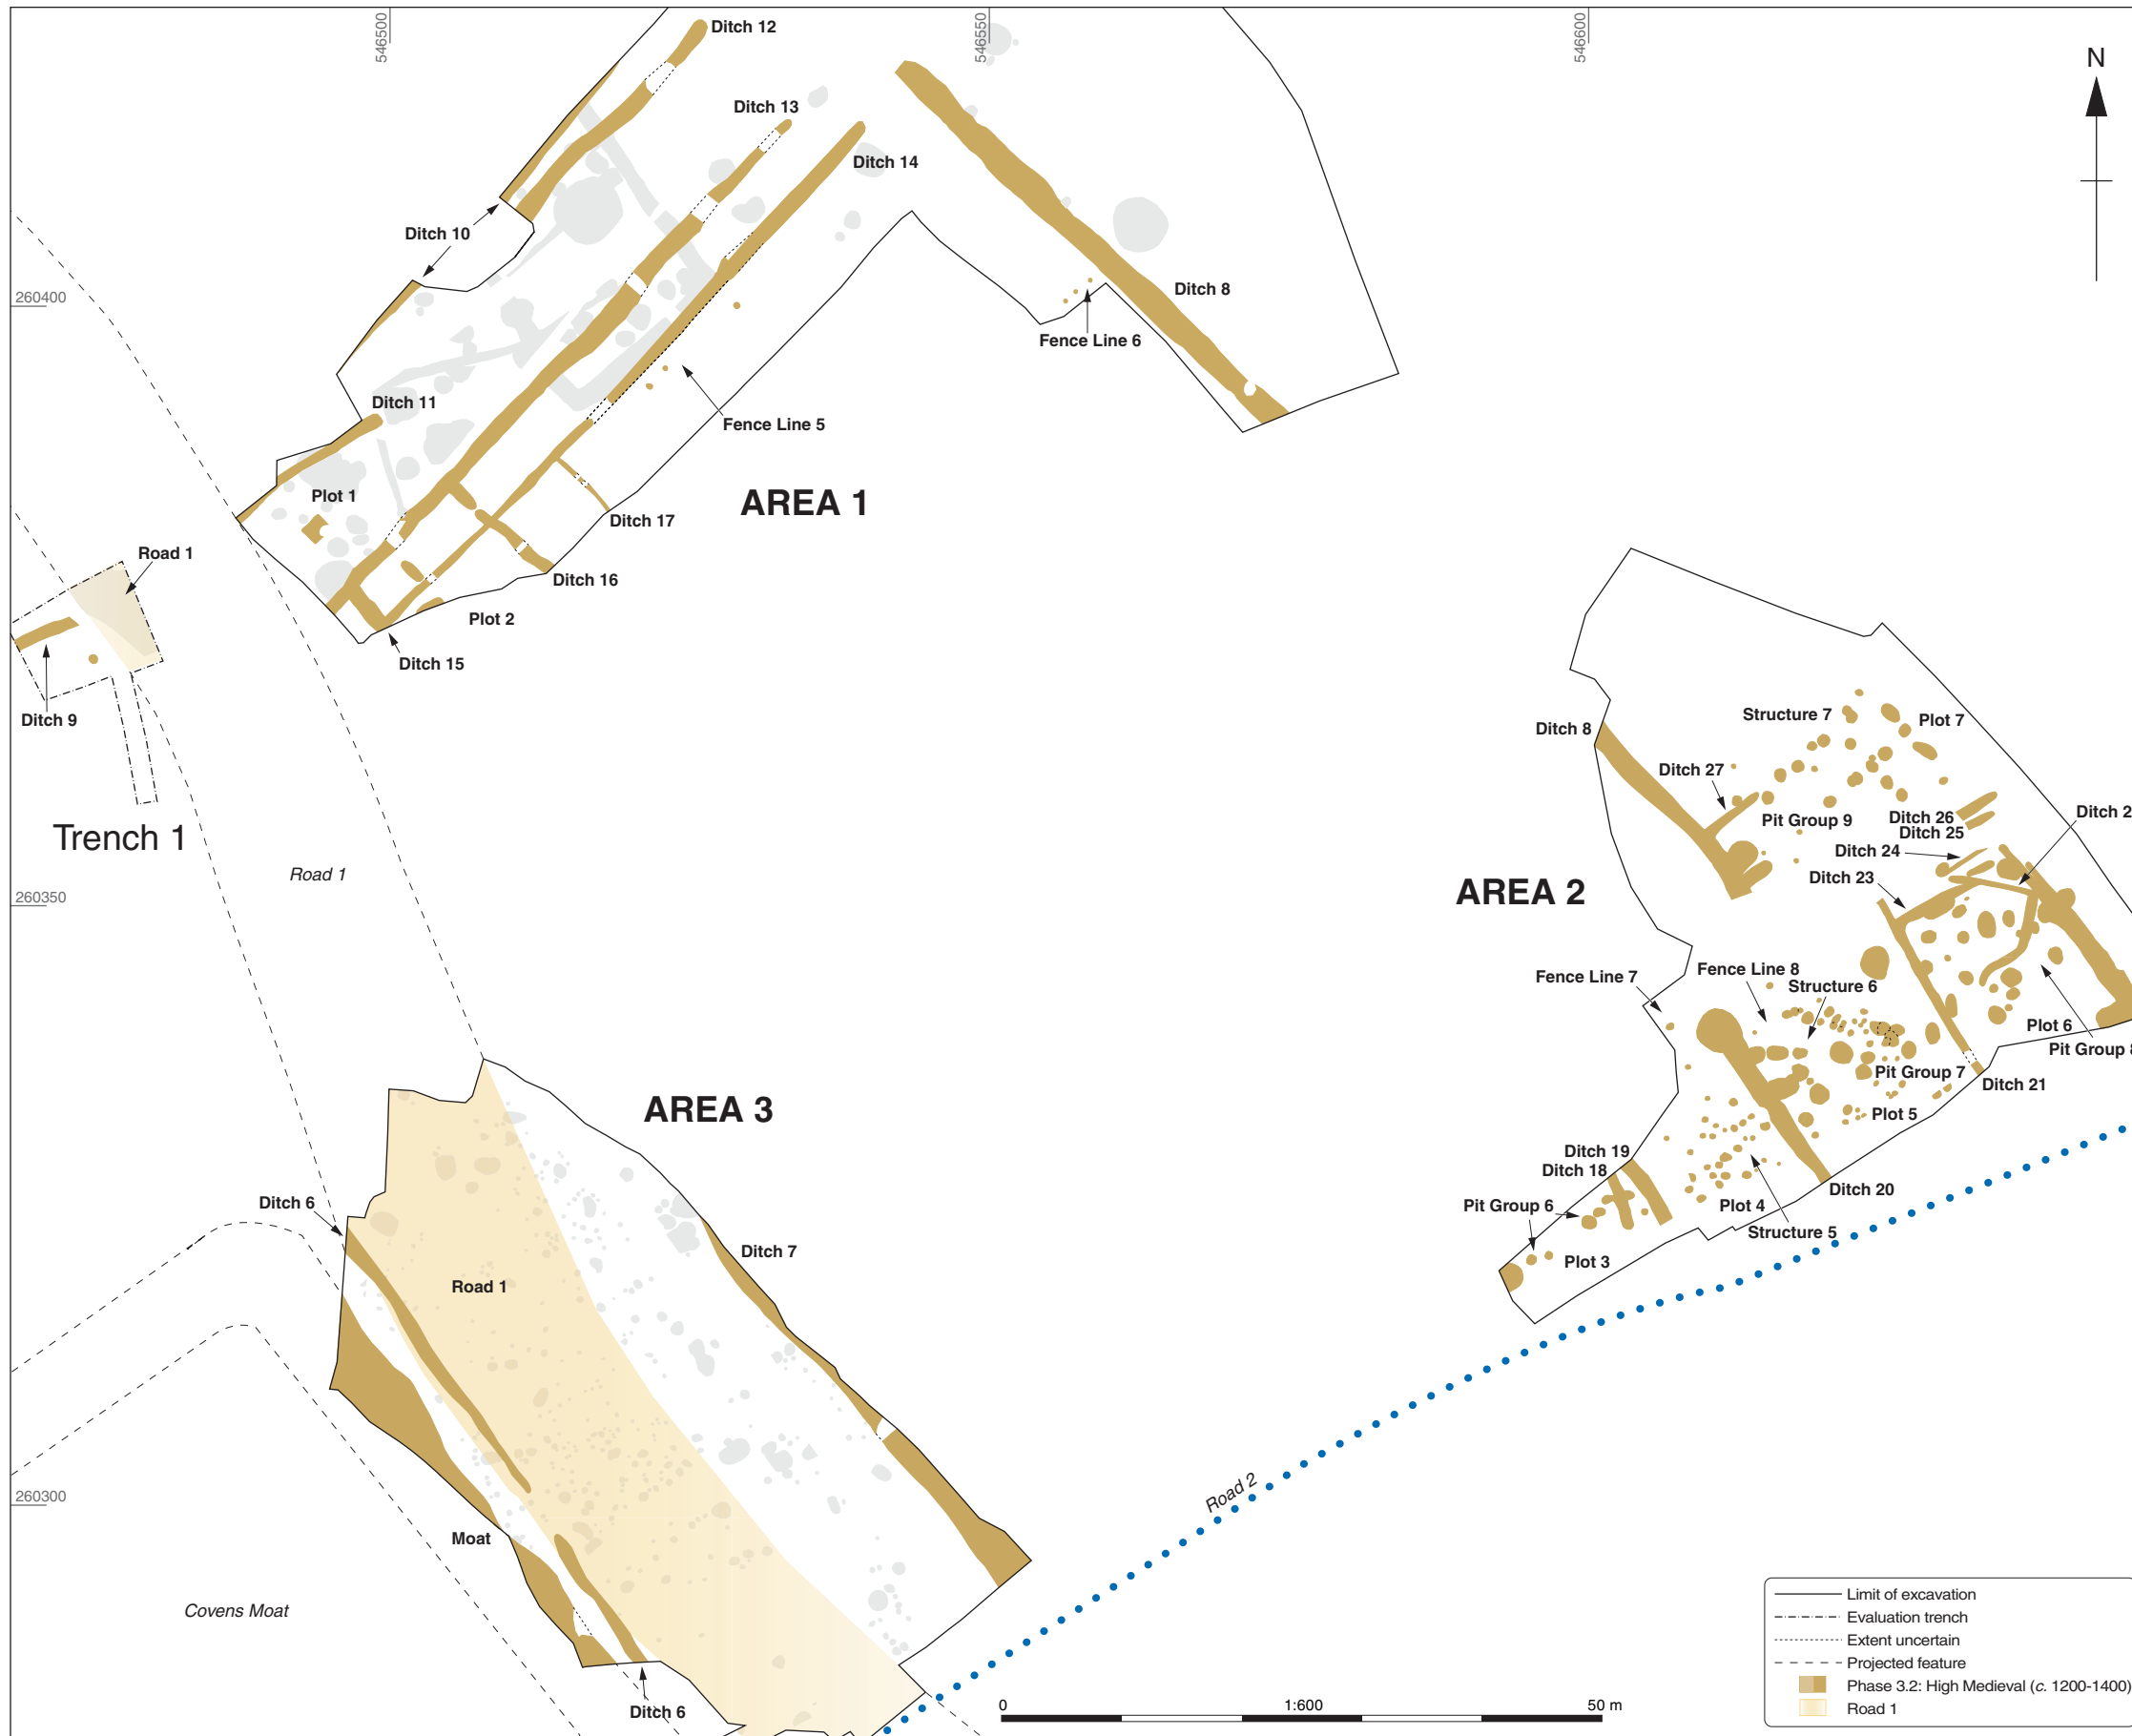 546500
546550
546600
N
Ditch 12
Ditch 13
Ditch 14
Ditch 10
Ditch 8
260400
Fence Line 6
Ditch 11
Fence Line 5
Plot 1
AREA 1
Ditch 17
Road 1
Ditch 16
Plot 2
Ditch 15
Ditch 9
Trench 1
Road 1
260350
Structure 7
Plot 7
Ditch 8
Ditch 27
Pit Group 9
Ditch 26
Ditch 25
Ditch 2
Ditch 24
Ditch 23
AREA 2
Fence Line 7
Fence Line 8
Structure 6
Plot 6
Pit Group 8
Pit Group 7
Ditch 21
Plot 5
AREA 3
Ditch 19
Ditch 18
Ditch 20
Pit Group 6
Plot 4
Structure 5
Plot 3
Ditch 6
Ditch 7
Road 1
260300
Road 2
Moat
Covens Moat
Ditch 6
0
1:600
50 m
Limit of excavation
Evaluation trench
Extent uncertain
Projected feature
Phase 3.2: High Medieval (c. 1200-1400)
Road 1